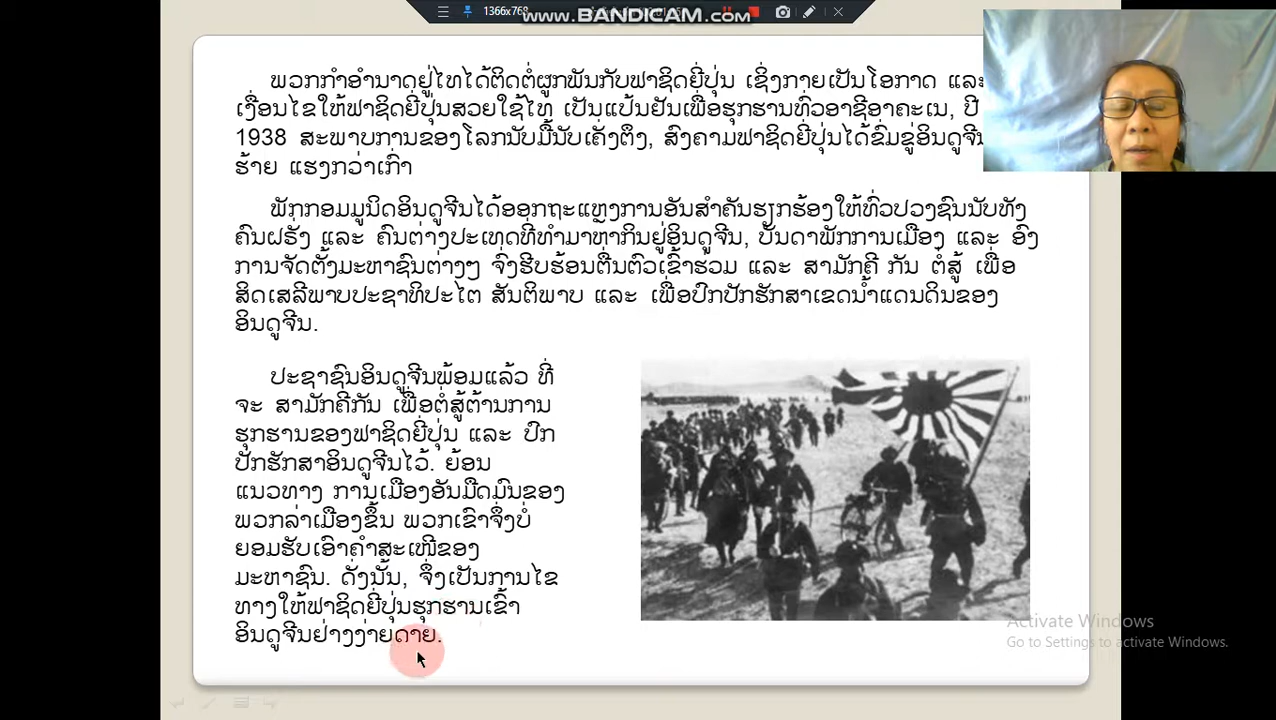 1366x768
www.BANDICAM.com
ພວກກຳອຳນາດຢູ່ໄທໄດ້ຕິດຕໍ່ຜູກພັນກັບຟາຊິດຍີ່ປຸ່ນ ເຊິ່ງກາຍເປັນໂອກາດ ແລະ
ເງື່ອນໄຂໃຫ້ຟາຊິດຍີ່ປຸ່ນສວຍໃຊ້ໄທ ເປັນແປ້ນຢັນເພື່ອຮຸກຮານທົ່ວອາຊີອາຄະເນ, ປີ
1938 ສະພາບການຂອງໂລກນັບມື້ນັບເຄັ່ງຕຶງ, ສົງຄາມຟາຊິດຍີ່ປຸ່ນໄດ້ຂົ່ມຂູ່ອິນດູຈີນ
ຮ້າຍ ແຮງກວ່າເກົ່າ
ພັກກອມມູນິດອິນດູຈີນໄດ້ອອກຖະແຫຼງການອັນສຳຄັນຮຽກຮ້ອງໃຫ້ທົ່ວປວງຊົນນັບທັງ
ຄົນຝຣັ່ງ ແລະ ຄົນຕ່າງປະເທດທີ່ທຳມາຫາກິນຢູ່ອິນດູຈີນ, ບັນດາພັກການເມືອງ ແລະ ອົງ
ການຈັດຕັ້ງມະຫາຊົນຕ່າງໆ ຈົ່ງຮີບຮ້ອນຕື່ນຕົວເຂົ້າຮ່ວມ ແລະ ສາມັກຄີ ກັນ ຕໍ່ສູ້ ເພື່ອ
ສິດເສລີພາບປະຊາທິປະໄຕ ສັນຕິພາບ ແລະ ເພື່ອປົກປັກຮັກສາເຂດນ້ຳແດນດິນຂອງ
ອິນດູຈີນ.
ປະຊາຊົນອິນດູຈີນພ້ອມແລ້ວ ທີ່
ຈະ ສາມັກຄີກັນ ເພື່ອຕໍ່ສູ້ຕ້ານການ
ຮຸກຮານຂອງຟາຊິດຍີ່ປຸ່ນ ແລະ ປົກ
ປັກຮັກສາອິນດູຈີນໄວ້. ຍ້ອນ
ແນວທາງ ການເມືອງອັນມືດມົນຂອງ
ພວກລ່າເມືອງຂຶ້ນ ພວກເຂົາຈຶ່ງບໍ່
ຍອມຮັບເອົາຄຳສະເໜີຂອງ
ມະຫາຊົນ. ດັ່ງນັ້ນ, ຈຶ່ງເປັນການໄຂ
ທາງໃຫ້ຟາຊິດຍີ່ປຸ່ນຮຸກຮານເຂົ້າ
ອິນດູຈີນຢ່າງງ່າຍດາຍ.
Activate Windows
Go to Settings to activate Windows.